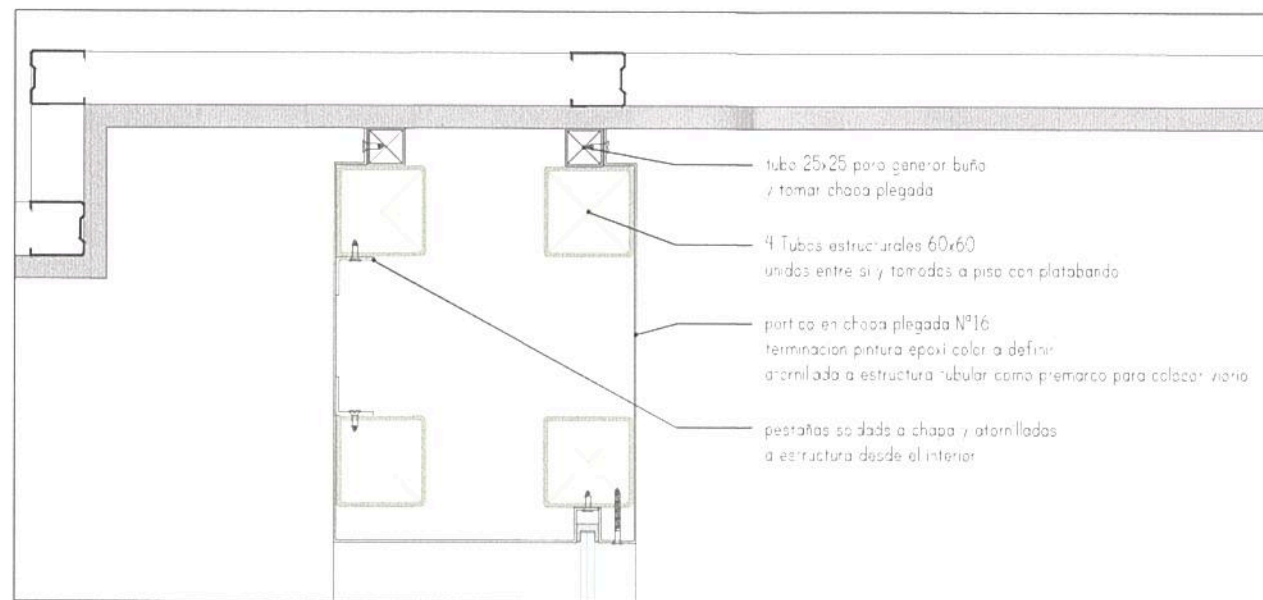 tubo 25x25 para generar buña
y tomar chapa plegada
4 Tubos estructurales 60x60
unidos entre si y tomados a piso con platabanda
portico en chapa plegada Nº16
terminacion pintura epoxi color a definir
atornillada a estructura tubular como premarco para colocar vidrio
pestañas soldads a chapa y atornilladas
a estructura desde el interior